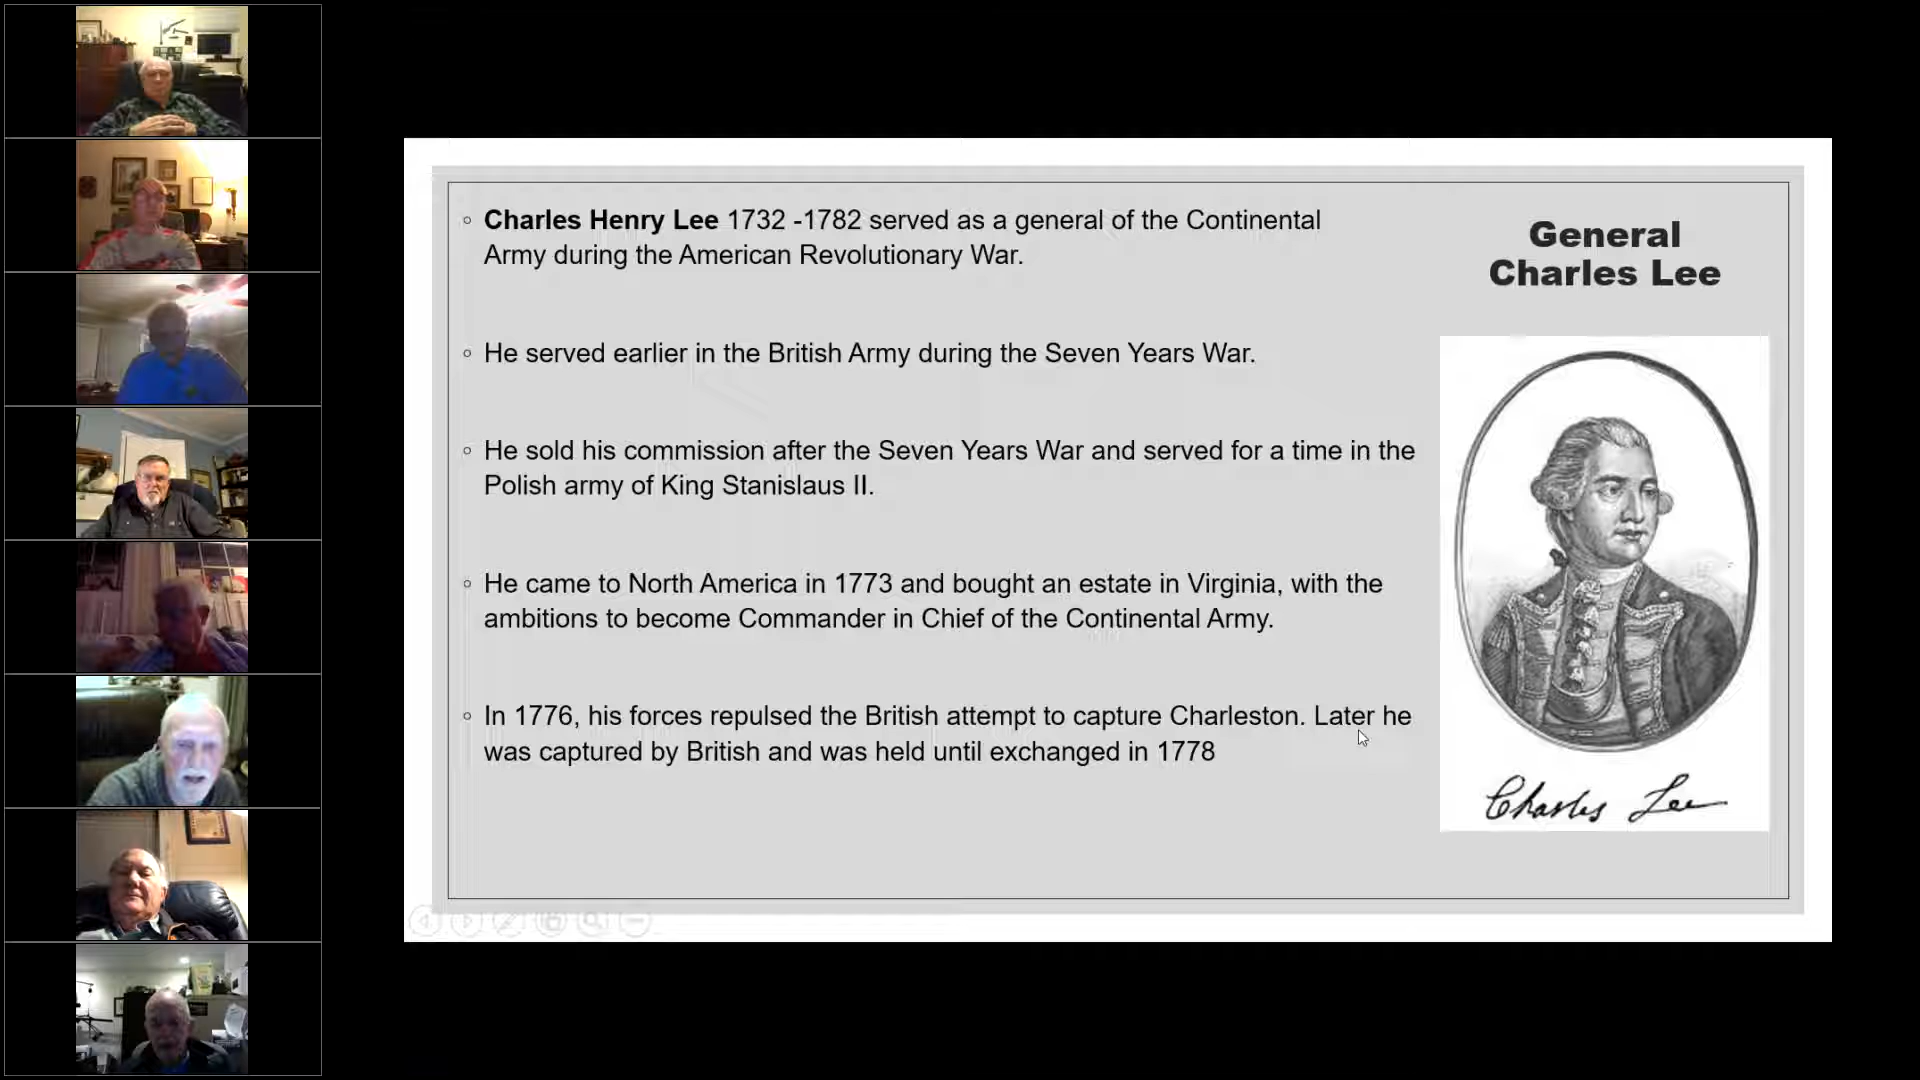 Charles Henry Lee 1732 -1782 served as a general of the Continental
Army during the American Revolutionary War.
He served earlier in the British Army during the Seven Years War.
He sold his commission after the Seven Years War and served for a time in the
Polish army of King Stanislaus II.
He came to North America in 1773 and bought an estate in Virginia, with the
ambitions to become Commander in Chief of the Continental Army.
In 1776, his forces repulsed the British attempt to capture Charleston. Later he
was captured by British and was held until exchanged in 1778
General
Charles Lee
Charles Lee